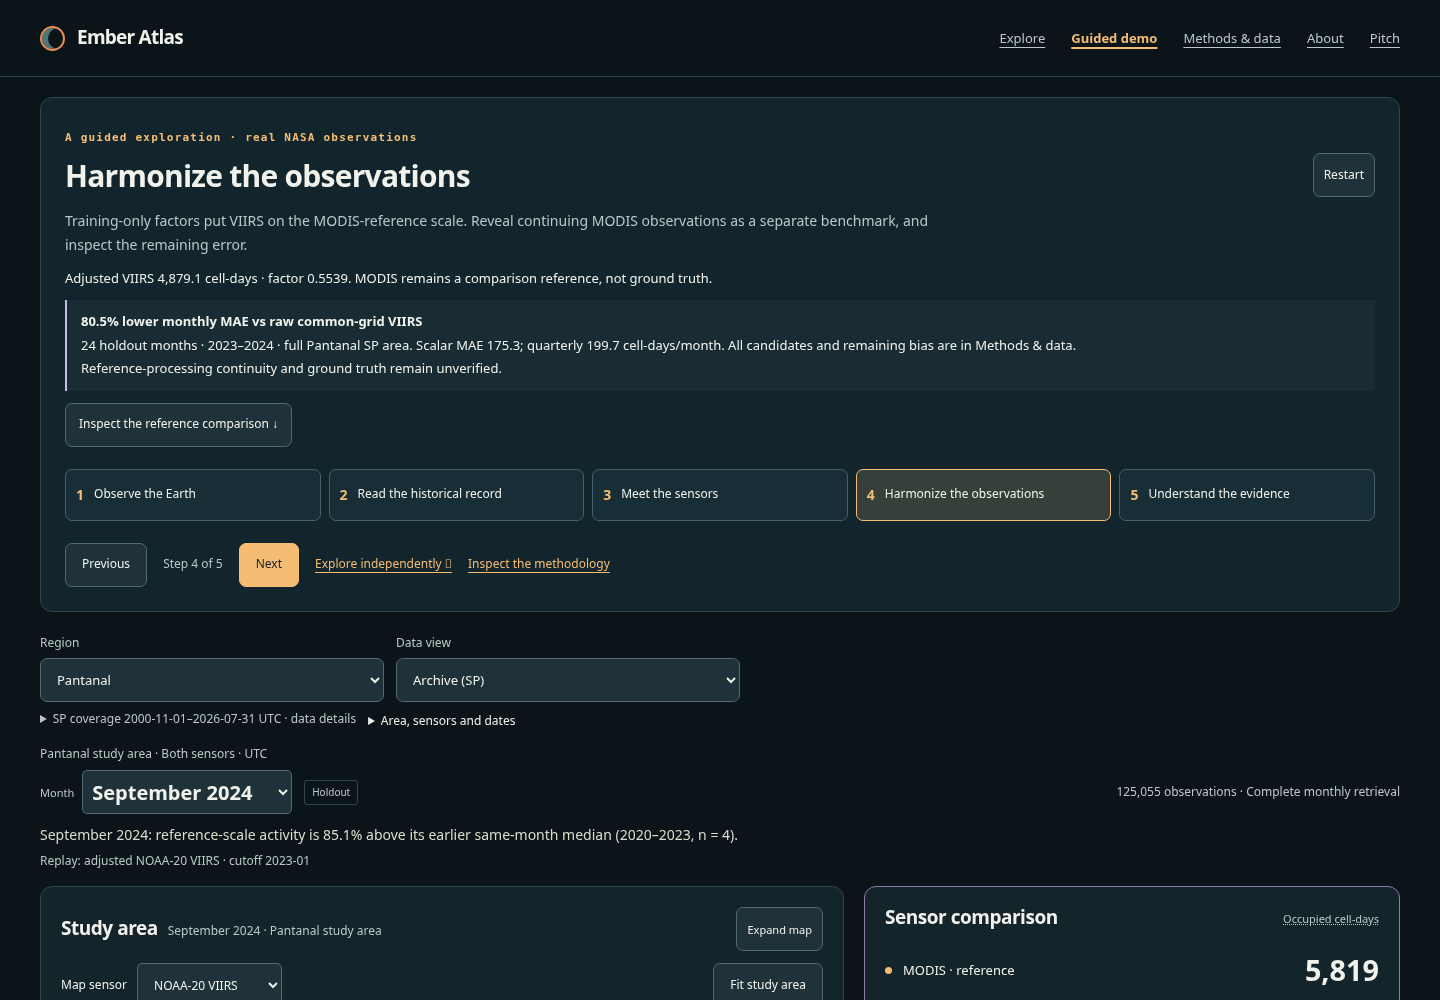 Ember Atlas
Explore
Guided demo
Methods & data
About
Pitch
A guided exploration · real NASA observations
Harmonize the observations
Restart
Training-only factors put VIIRS on the MODIS-reference scale. Reveal continuing MODIS observations as a separate benchmark, and
inspect the remaining error.
Adjusted VIIRS 4,879.1 cell-days · factor 0.5539. MODIS remains a comparison reference, not ground truth.
80.5% lower monthly MAE vs raw common-grid VIIRS
24 holdout months · 2023–2024 · full Pantanal SP area. Scalar MAE 175.3; quarterly 199.7 cell-days/month. All candidates and remaining bias are in Methods & data.
Reference-processing continuity and ground truth remain unverified.
Inspect the reference comparison ↓
1 Observe the Earth
2 Read the historical record
3 Meet the sensors
4 Harmonize the observations
5 Understand the evidence
Previous
Step 4 of 5
Next
Explore independently
Inspect the methodology
Region
Data view
Pantanal
Archive (SP)
SP coverage 2000-11-01–2026-07-31 UTC · data details
Area, sensors and dates
Pantanal study area · Both sensors · UTC
Month
September 2024
Holdout
125,055 observations · Complete monthly retrieval
September 2024: reference-scale activity is 85.1% above its earlier same-month median (2020–2023, n = 4).
Replay: adjusted NOAA-20 VIIRS · cutoff 2023-01
Study area
September 2024 · Pantanal study area
Expand map
Map sensor
NOAA-20 VIIRS
Fit study area
Sensor comparison
Occupied cell-days
MODIS · reference
5,819